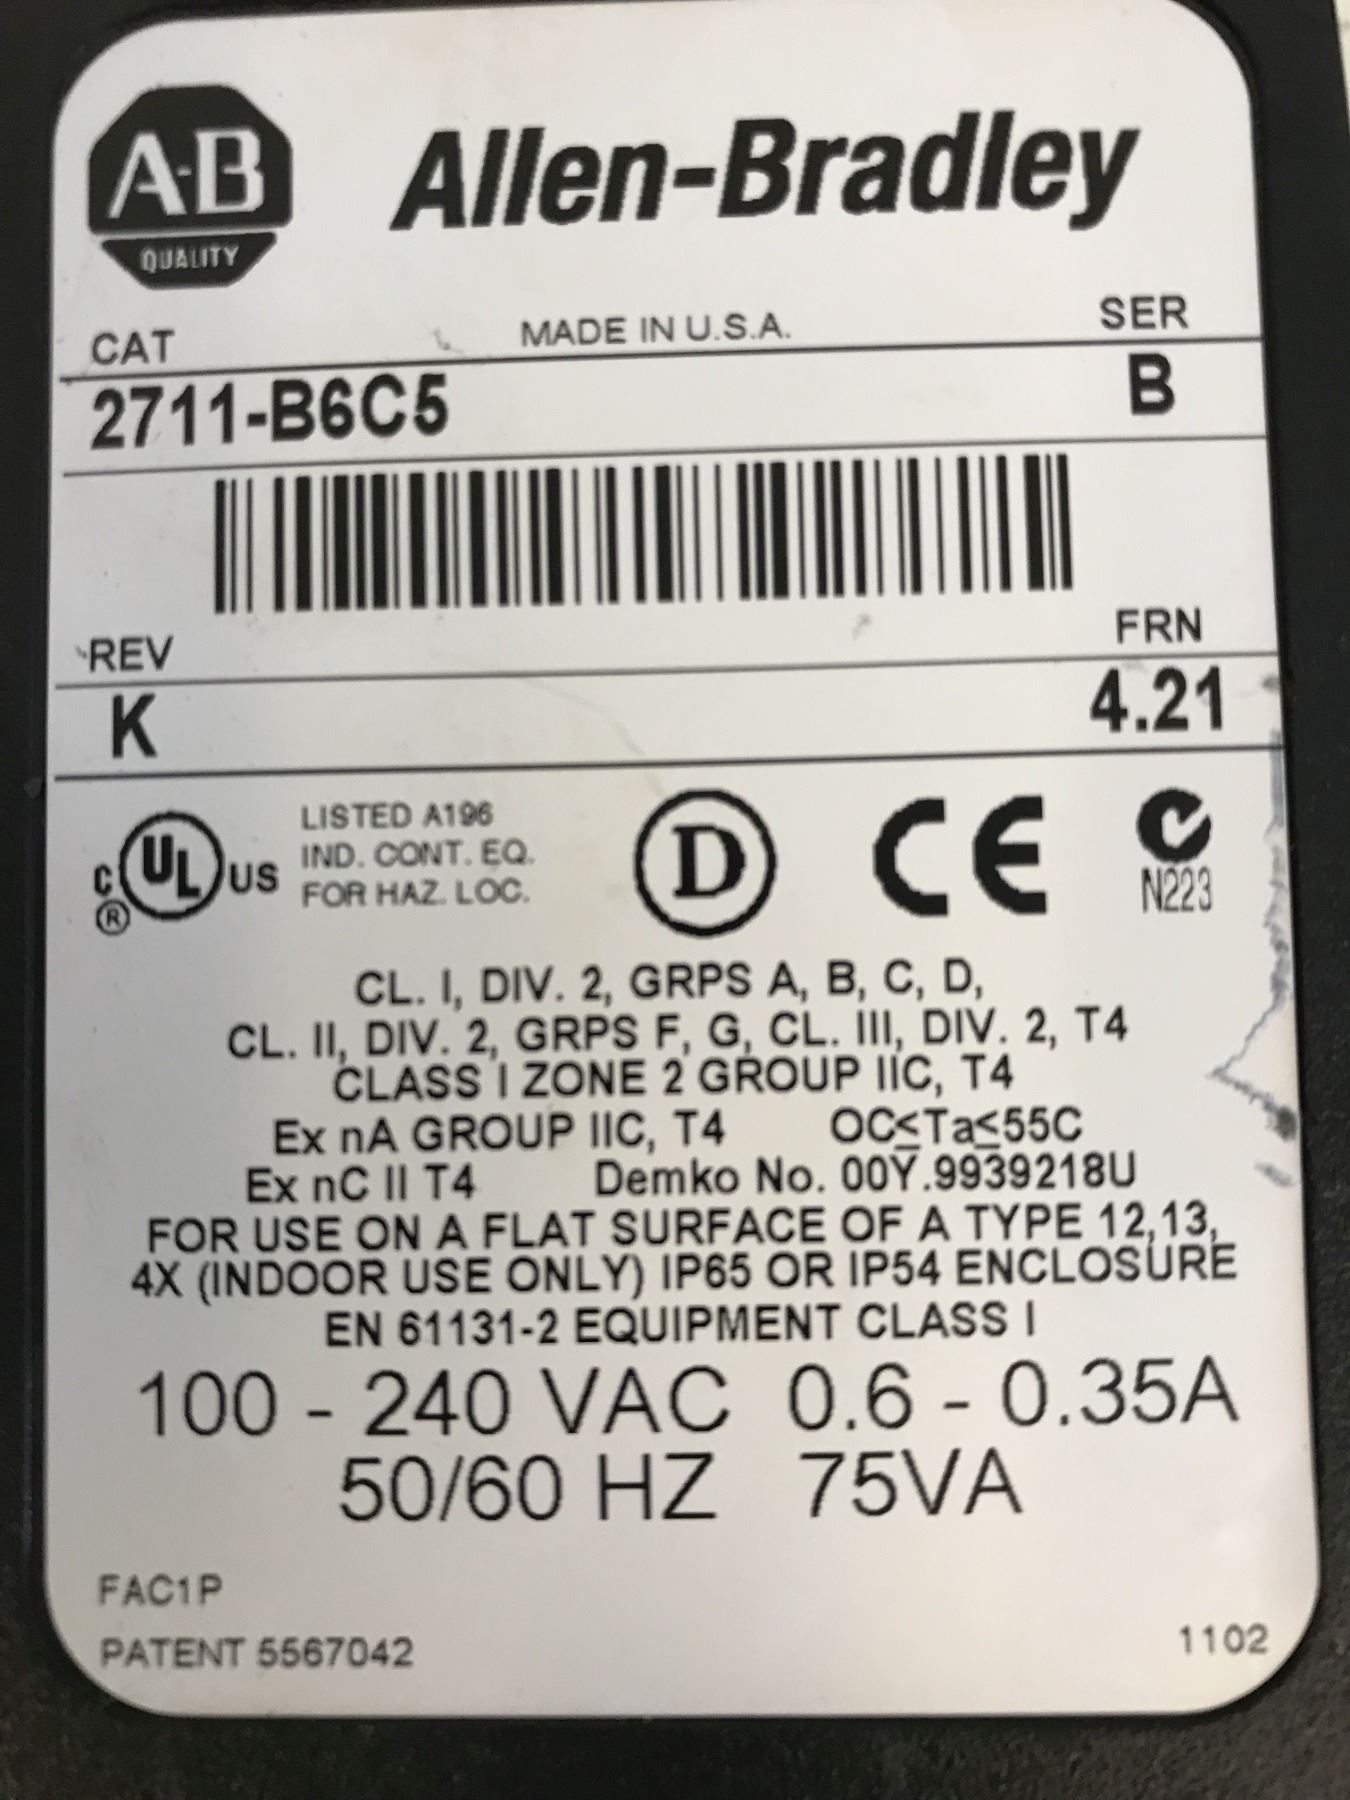 A-B
QUALITY
Allen-Bradley
CAT MADE IN U.S.A. SER
2711-B6C5 B
REV FRN
K 4.21
C UL US ®
LISTED A196
IND. CONT. EQ.
FOR HAZ. LOC.
D
CE
N223
CL. I, DIV. 2, GRPS A, B, C, D,
CL. II, DIV. 2, GRPS F, G, CL. III, DIV. 2, T4
CLASS I ZONE 2 GROUP IIC, T4
Ex nA GROUP IIC, T4 OC≤Ta≤55C
Ex nC II T4 Demko No. 00Y.9939218U
FOR USE ON A FLAT SURFACE OF A TYPE 12,13,
4X (INDOOR USE ONLY) IP65 OR IP54 ENCLOSURE
EN 61131-2 EQUIPMENT CLASS I
100 - 240 VAC 0.6 - 0.35A
50/60 HZ 75VA
FAC1P
PATENT 5567042 1102